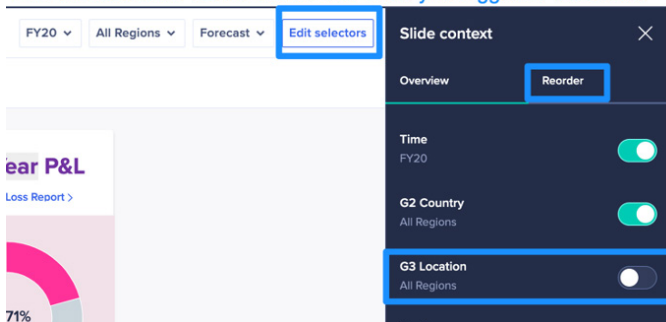 FY20 All Regions Forecast Edit selectors
Slide context
Overview Reorder
Time
FY20
G2 Country
All Regions
G3 Location
All Regions
ear P&L
Loss Report >
71%